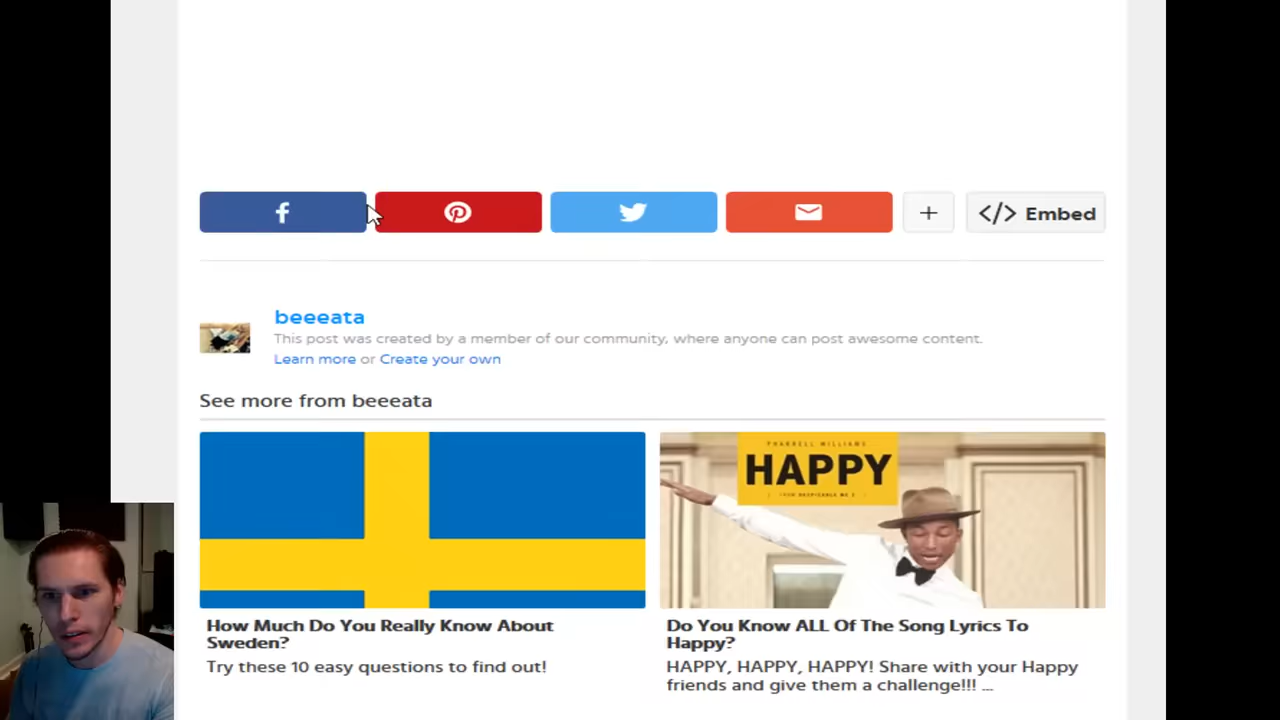 </> Embed
beeeata
This post was created by a member of our community, where anyone can post awesome content.
Learn more or Create your own
See more from beeeata
PHARRELL WILLIAMS
HAPPY
How Much Do You Really Know About
Sweden?
Try these 10 easy questions to find out!
Do You Know ALL Of The Song Lyrics To
Happy?
HAPPY, HAPPY, HAPPY! Share with your Happy
friends and give them a challenge!!! ...